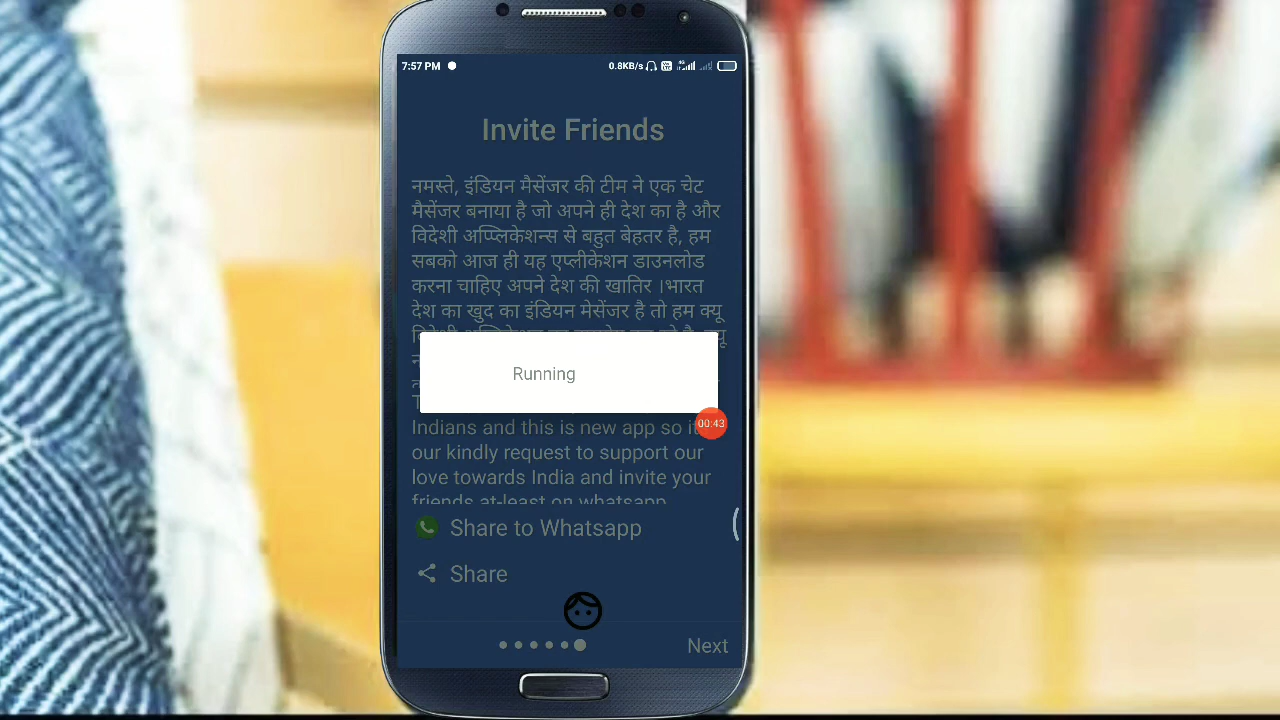 7:57 PM
0.8KB/s
Invite Friends
नमस्ते, इंडियन मैसेंजर की टीम ने एक चेट
मैसेंजर बनाया है जो अपने ही देश का है और
विदेशी अप्प्लिकेशन्स से बहुत बेहतर है, हम
सबको आज ही यह एप्लीकेशन डाउनलोड
करना चाहिए अपने देश की खातिर ।भारत
देश का खुद का इंडियन मेसेंजर है तो हम क्यू
Running
00:43
Indians and this is new app so
our kindly request to support our
love towards India and invite your
friends at-least on whatsapp
Share to Whatsapp
Share
Next